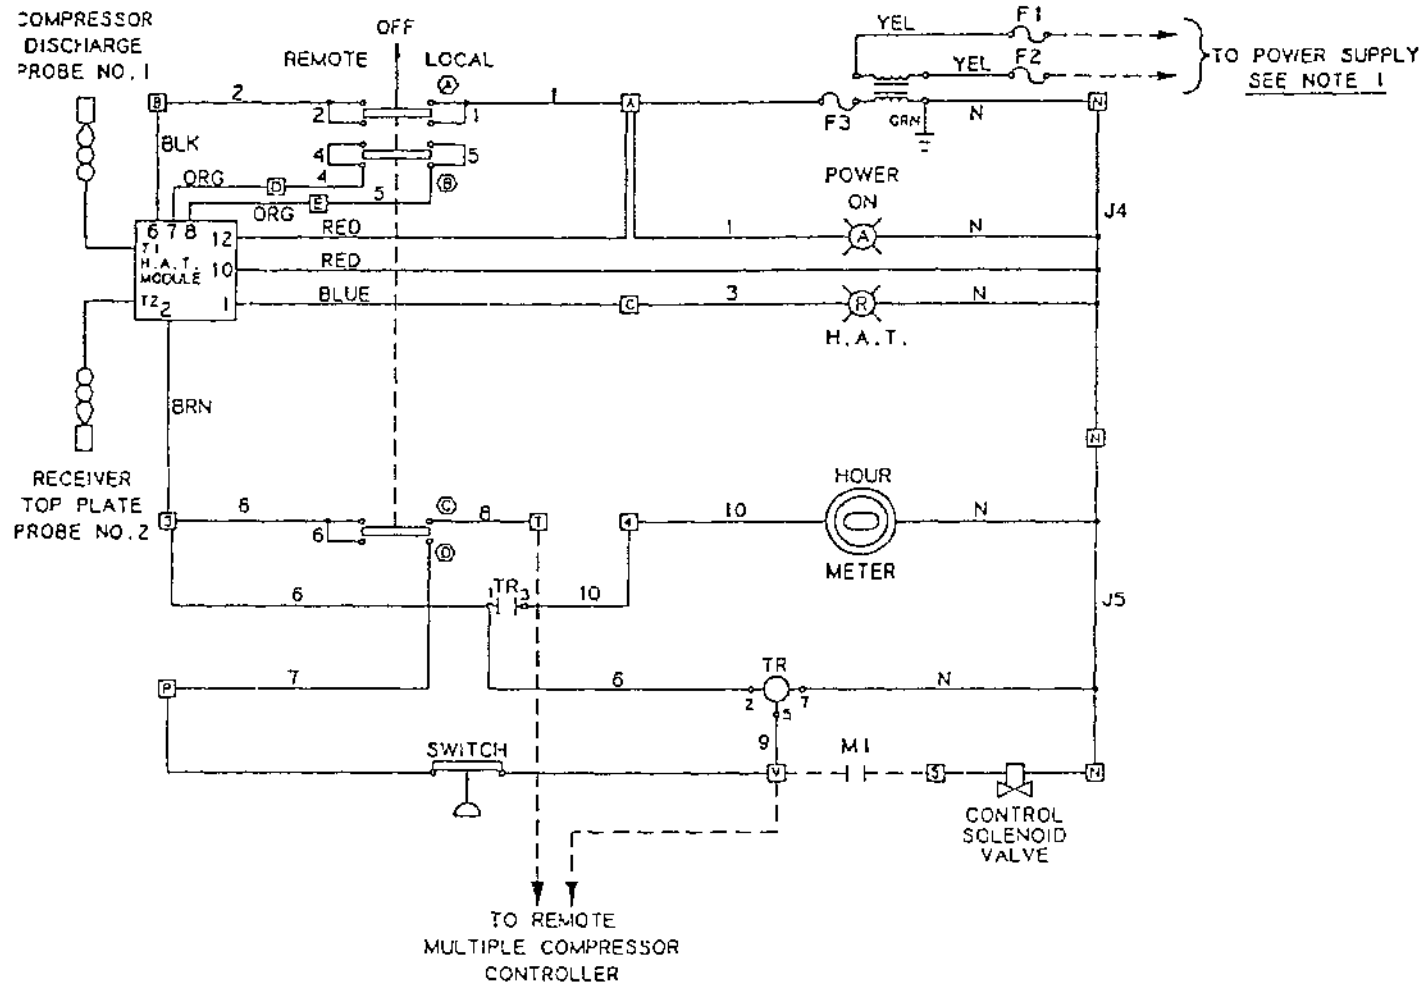 COMPRESSOR
DISCHARGE
PROBE NO. 1
OFF
REMOTE
LOCAL
YEL
F1
YEL
F2
TO POWER SUPPLY
SEE NOTE 1
B
2
2
A
1
1
A
F3
GRN
N
N
BLK
4
5
4
5
B
ORG
D
ORG
E
POWER
ON
J4
6 7 8 12
T1
H.A.T.
MODULE
10
T2
2
1
RED
1
A
N
RED
BLUE
C
3
R
N
H.A.T.
BRN
N
RECEIVER
TOP PLATE
PROBE NO. 2
HOUR
METER
3
6
6
C
8
T
4
10
N
D
6
1
TR
3
10
J5
P
7
6
TR
2
7
5
N
9
SWITCH
V
M1
S
N
CONTROL
SOLENOID
VALVE
TO REMOTE
MULTIPLE COMPRESSOR
CONTROLLER